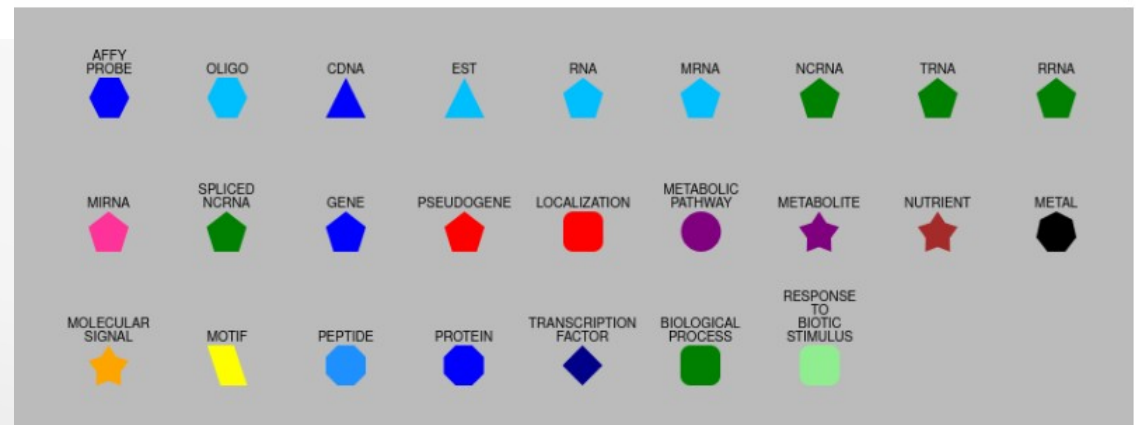 AFFY
PROBE
OLIGO
CDNA
EST
RNA
MRNA
NCRNA
TRNA
RRNA
MIRNA
SPLICED
NCRNA
GENE
PSEUDOGENE
LOCALIZATION
METABOLIC
PATHWAY
METABOLITE
NUTRIENT
METAL
MOLECULAR
SIGNAL
MOTIF
PEPTIDE
PROTEIN
TRANSCRIPTION
FACTOR
BIOLOGICAL
PROCESS
RESPONSE
TO
BIOTIC
STIMULUS